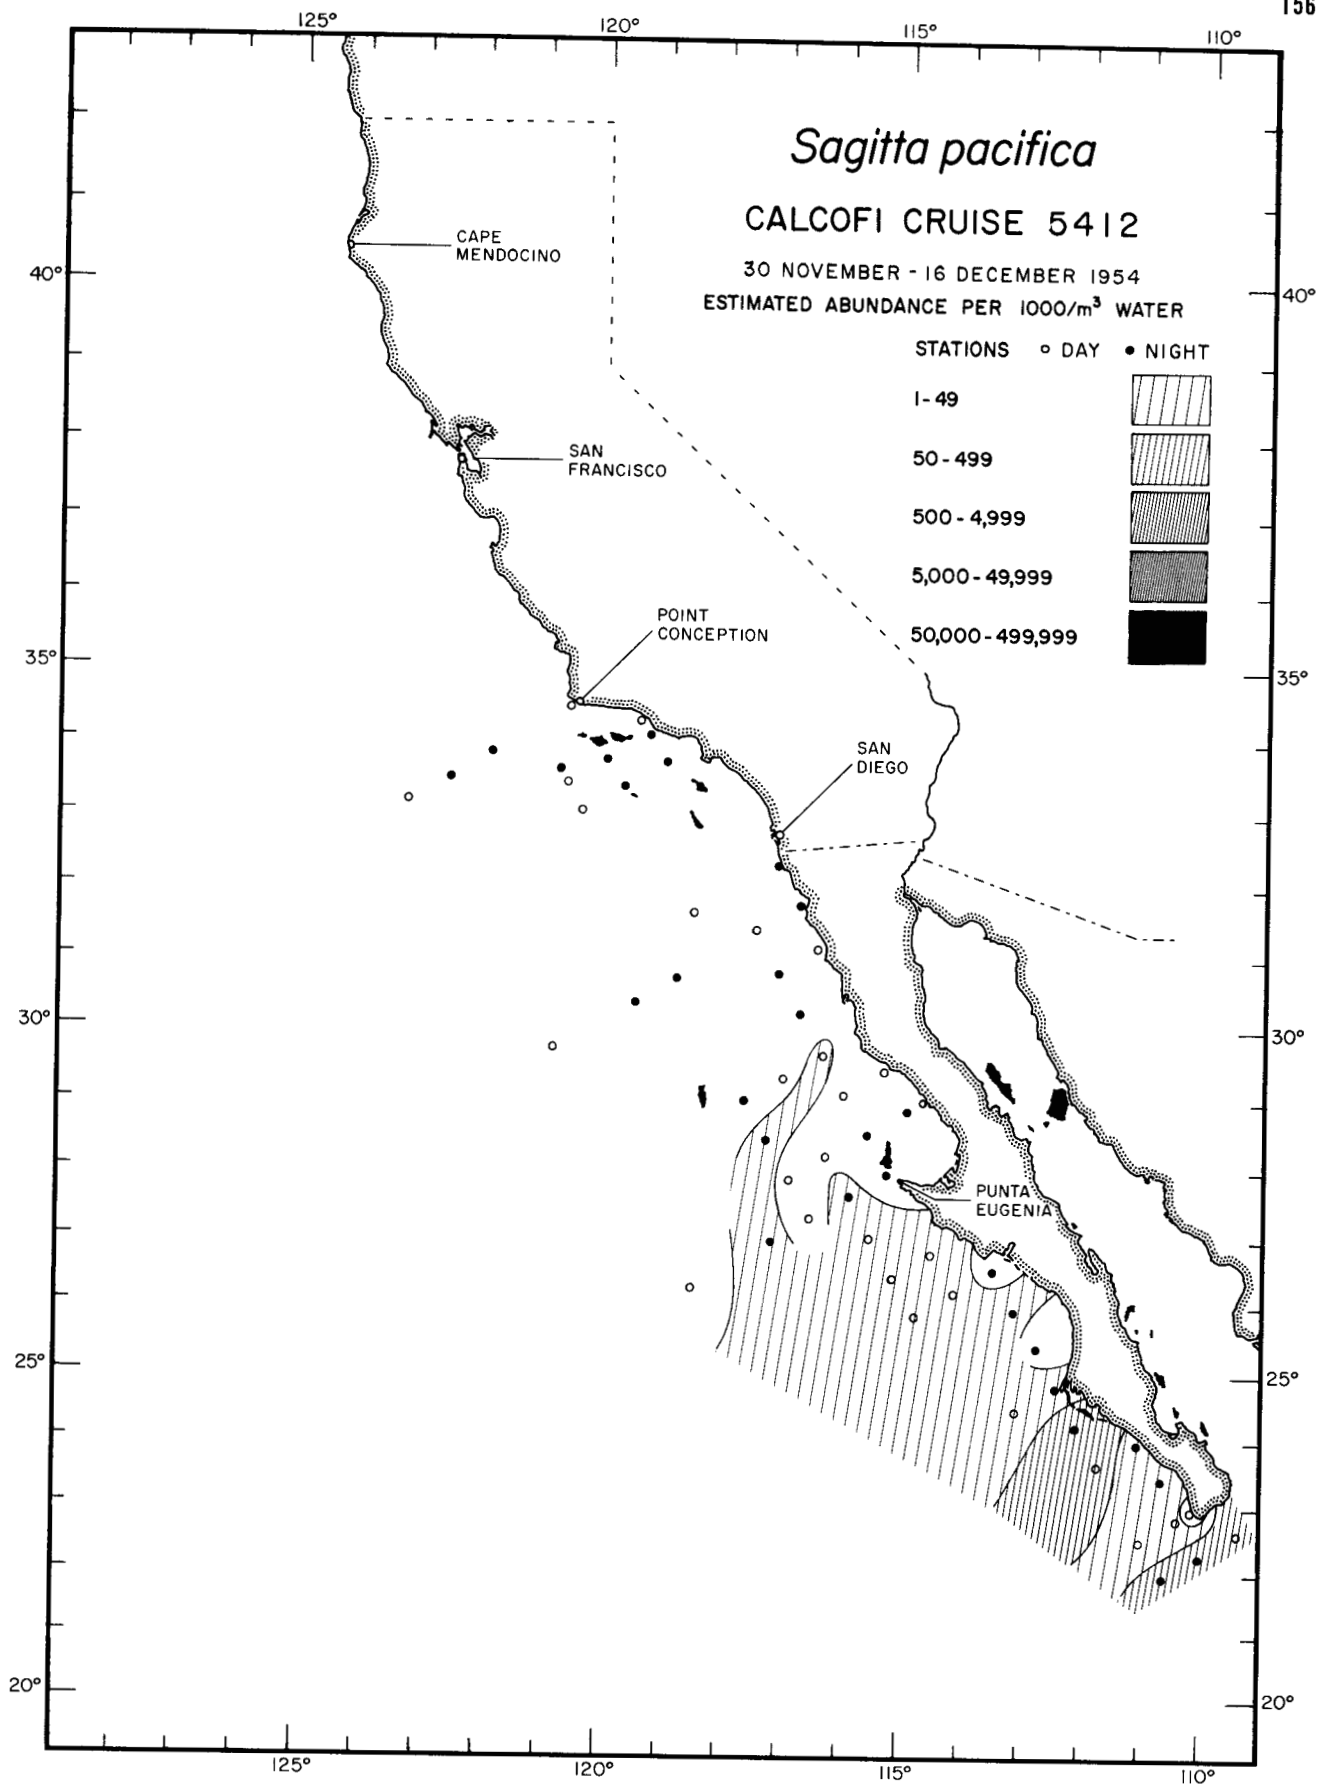 156
125°
120°
115°
110°
Sagitta pacifica
CALCOFI CRUISE 5412
30 NOVEMBER - 16 DECEMBER 1954
ESTIMATED ABUNDANCE PER 1000/m³ WATER
STATIONS ○ DAY ● NIGHT
1-49
50-499
500-4,999
5,000-49,999
50,000-499,999
CAPE
MENDOCINO
40°
40°
SAN
FRANCISCO
POINT
CONCEPTION
35°
35°
SAN
DIEGO
30°
30°
PUNTA
EUGENIA
25°
25°
20°
20°
125°
120°
115°
110°